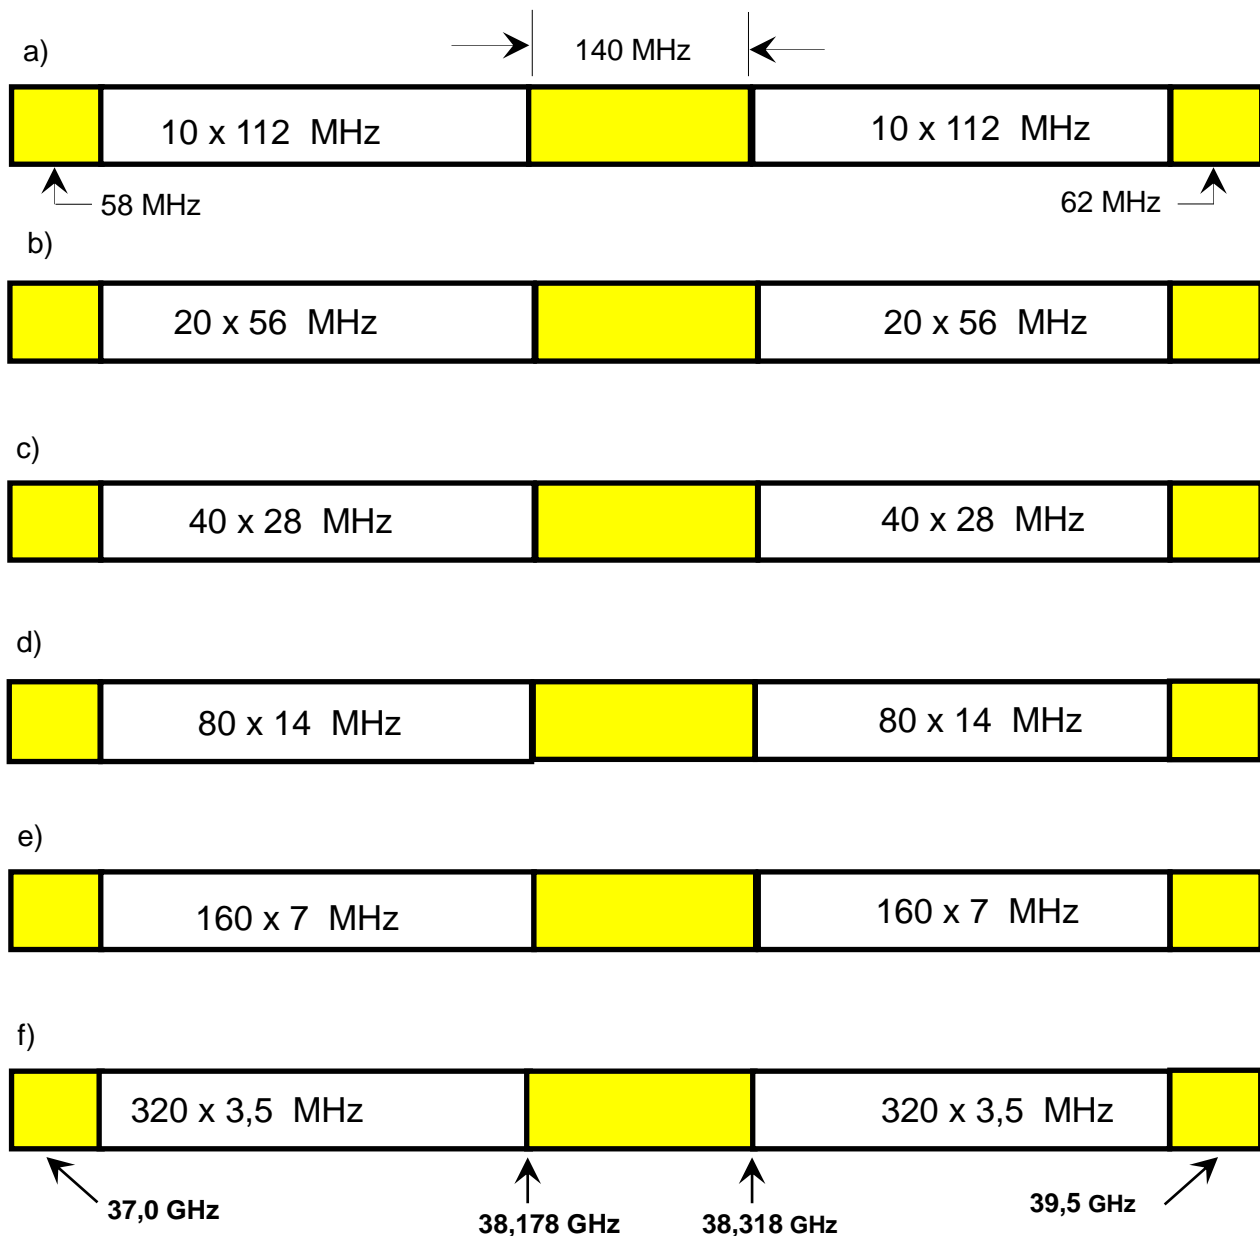 a)
140 MHz
10 x 112 MHz
10 x 112 MHz
58 MHz
62 MHz
b)
20 x 56 MHz
20 x 56 MHz
c)
40 x 28 MHz
40 x 28 MHz
d)
80 x 14 MHz
80 x 14 MHz
e)
160 x 7 MHz
160 x 7 MHz
f)
320 x 3,5 MHz
320 x 3,5 MHz
37,0 GHz
38,178 GHz
38,318 GHz
39,5 GHz